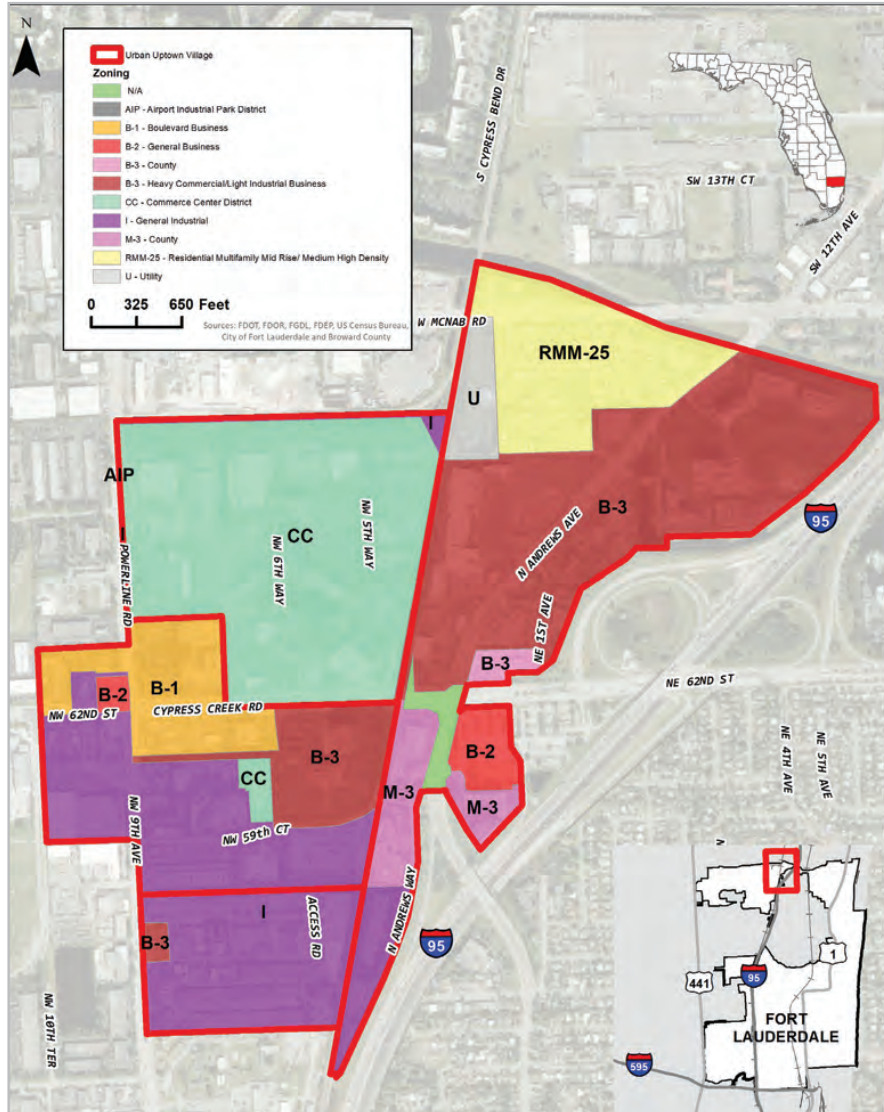 N
Urban Uptown Village
Zoning
N/A
AIP - Airport Industrial Park District
B-1 - Boulevard Business
B-2 - General Business
B-3 - County
B-3 - Heavy Commercial/Light Industrial Business
CC - Commerce Center District
I - General Industrial
M-3 - County
RMM-25 - Residential Multifamily Mid Rise/ Medium High Density
U - Utility
0 325 650 Feet
Sources: FDOT, FDOR, FGDL, FDEP, US Census Bureau,
City of Fort Lauderdale and Broward County
S CYPRESS BEND DR
SW 13TH CT
SW 12TH AVE
W MCNAB RD
RMM-25
U
I
AIP
CC
B-3
95
NW 5TH WAY
NW 6TH WAY
N ANDREWS AVE
POWERLINE RD
NE 1ST AVE
B-3
NE 62ND ST
B-1
B-2
NW 62ND ST
CYPRESS CREEK RD
B-3
B-2
CC
M-3
M-3
NE 4TH AVE
NE 5TH AVE
NW 59th CT
NW 9TH AVE
N
I
ACCESS RD
N ANDREWS WAY
B-3
95
NW 10TH TER
1
441
95
FORT
LAUDERDALE
595